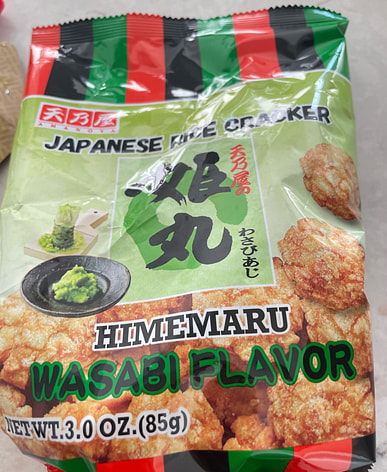 天乃屋
AMANOYA
JAPANESE RICE CRACKER
天乃屋の
姫丸
わさびあじ
HIMEMARU
WASABI FLAVOR
NET WT.3.0 OZ.(85g)